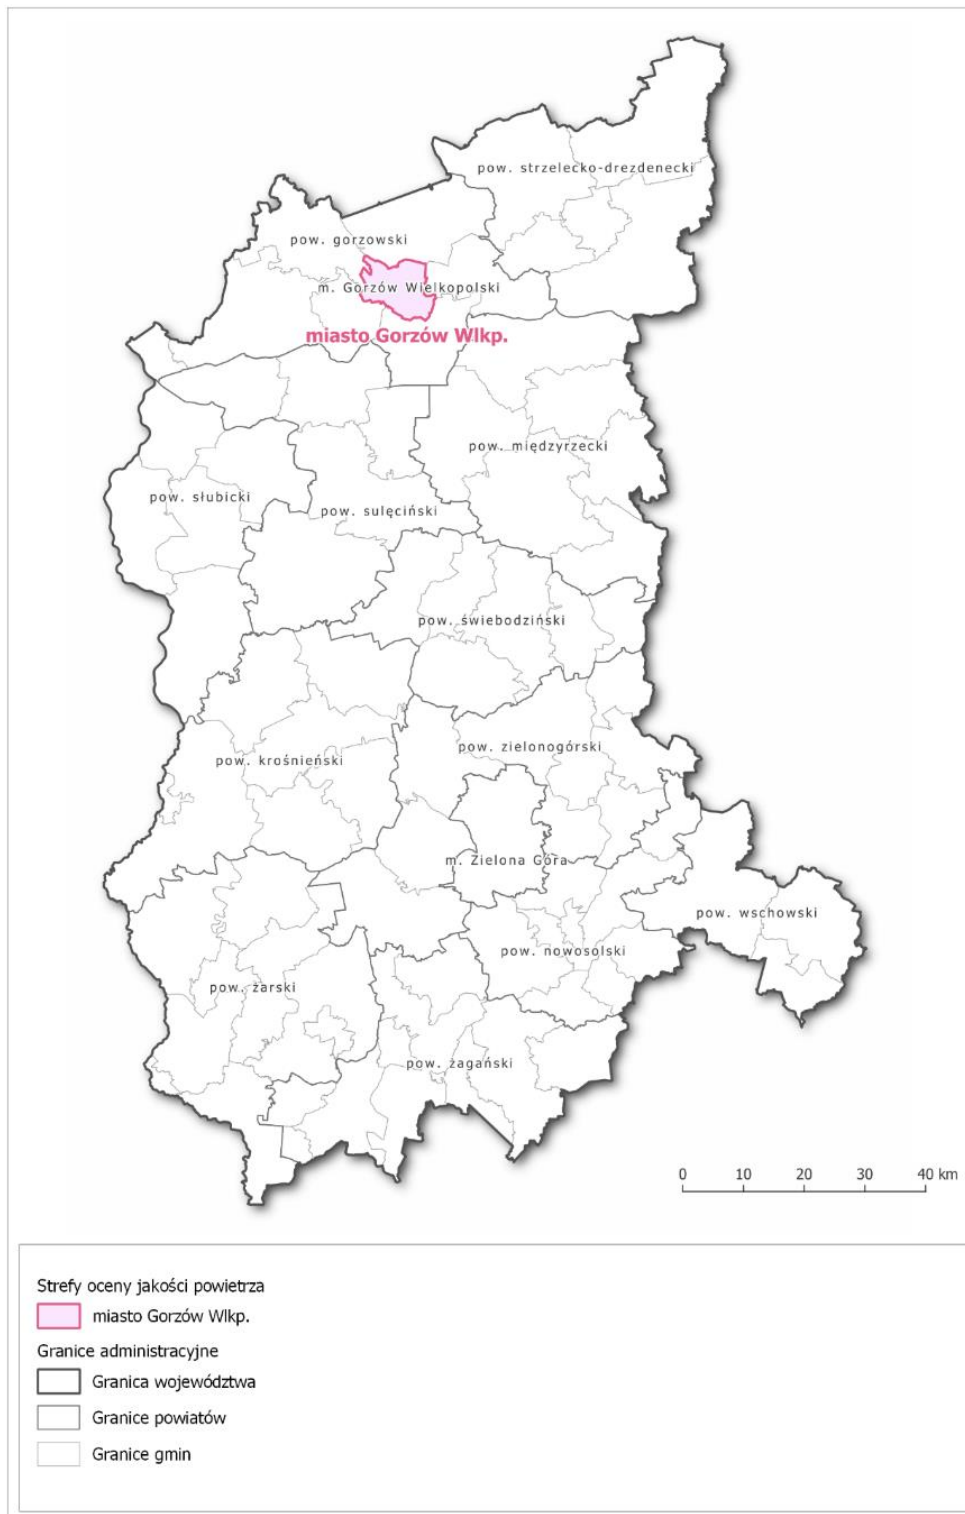 pow. strzelecko-drezdenecki
pow. gorzowski
m. Gorzów Wielkopolski
miasto Gorzów Wlkp.
pow. międzyrzecki
pow. słubicki
pow. sulęciński
pow. świebodziński
pow. zielonogórski
pow. krośnieński
m. Zielona Góra
pow. wschowski
pow. nowosolski
pow. żarski
pow. żagański
0 10 20 30 40 km
Strefy oceny jakości powietrza
miasto Gorzów Wlkp.
Granice administracyjne
Granica województwa
Granice powiatów
Granice gmin